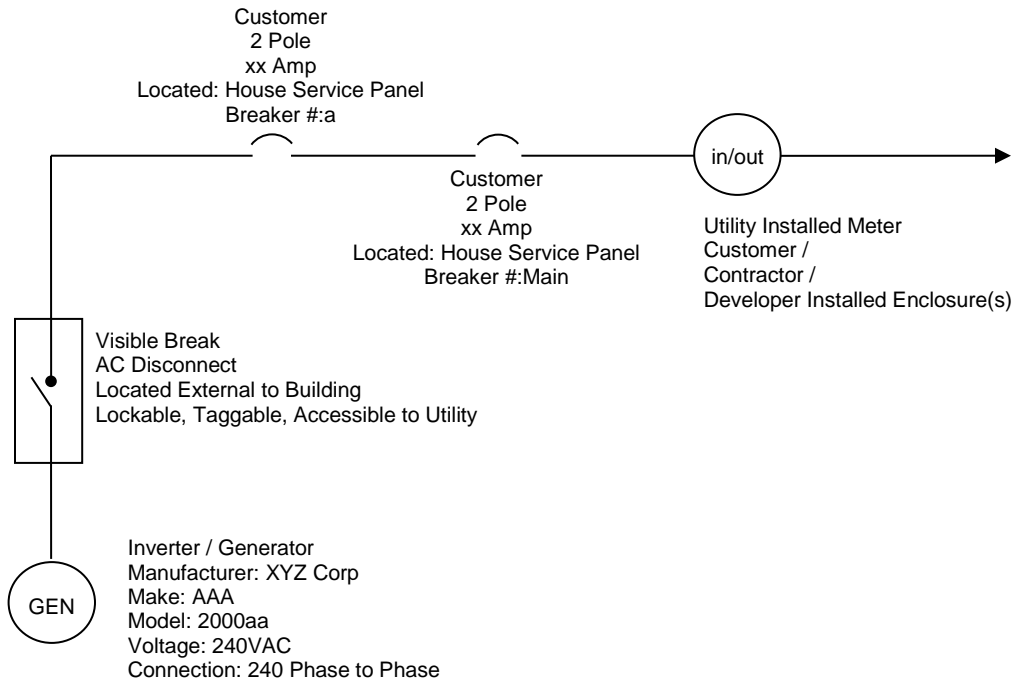 Customer
2 Pole
xx Amp
Located: House Service Panel
Breaker #:a
in/out
Customer
2 Pole
xx Amp
Located: House Service Panel
Breaker #:Main
Utility Installed Meter
Customer /
Contractor /
Developer Installed Enclosure(s)
Visible Break
AC Disconnect
Located External to Building
Lockable, Taggable, Accessible to Utility
GEN
Inverter / Generator
Manufacturer: XYZ Corp
Make: AAA
Model: 2000aa
Voltage: 240VAC
Connection: 240 Phase to Phase